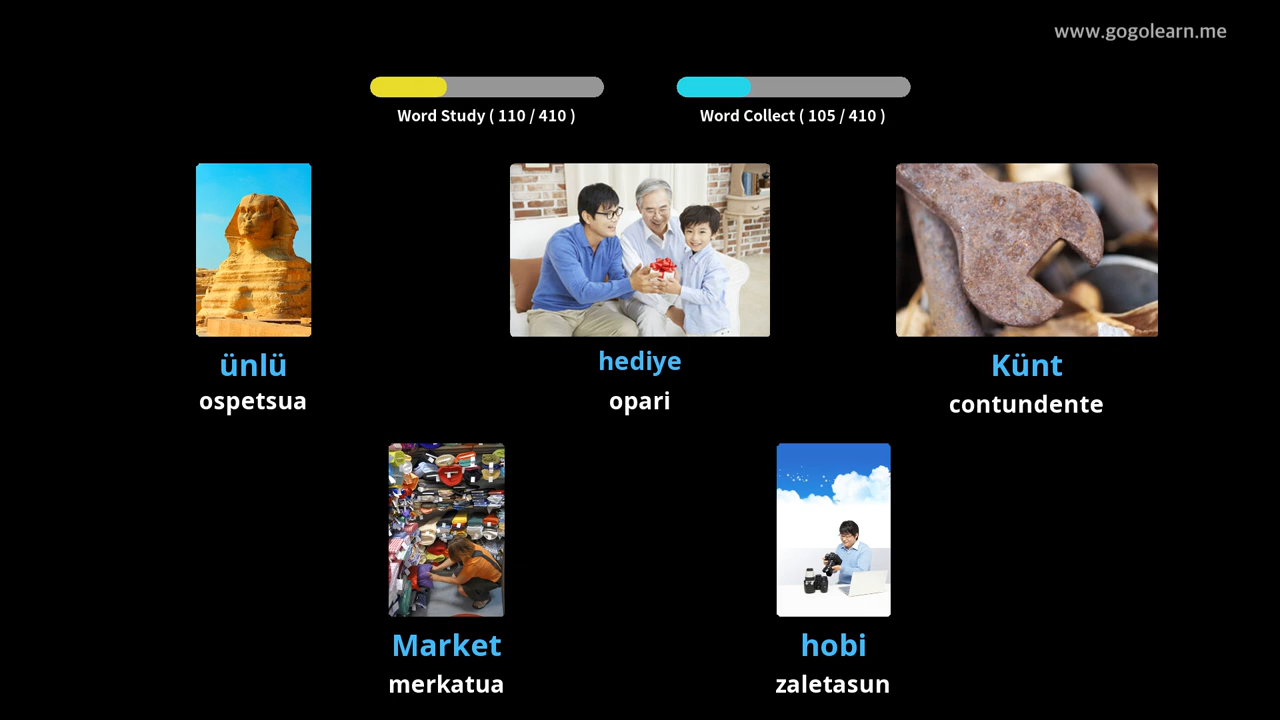 www.gogolearn.me
Word Study ( 110 / 410 )
Word Collect ( 105 / 410 )
ünlü
ospetsua
hediye
opari
Künt
contundente
Market
merkatua
hobi
zaletasun